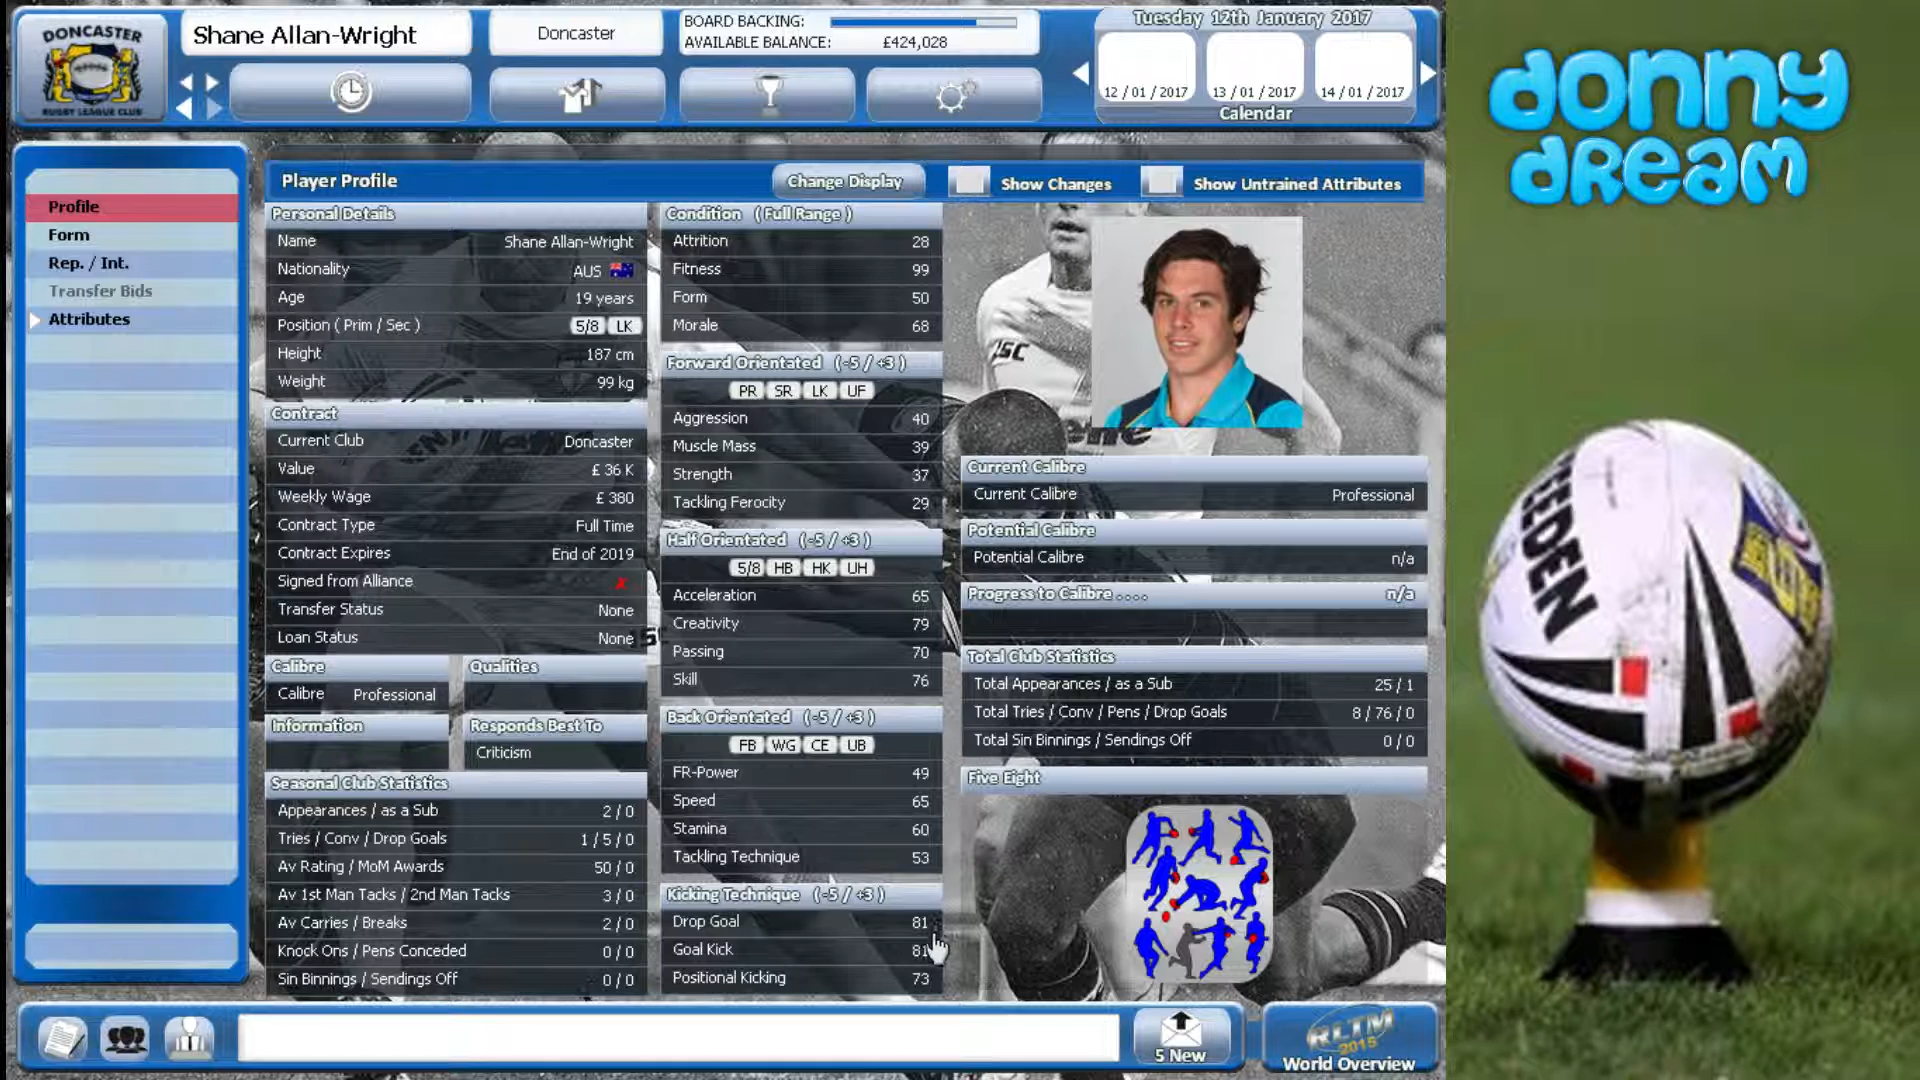 DONCASTER
RUGBY LEAGUE CLUB
Shane Allan-Wright
Doncaster
BOARD BACKING:
AVAILABLE BALANCE: £424,028
Tuesday 12th January 2017
12 / 01 / 2017 13 / 01 / 2017 14 / 01 / 2017
Calendar
donny
dream
Profile
Form
Rep. / Int.
Transfer Bids
Attributes
Player Profile
Change Display
Show Changes
Show Untrained Attributes
Personal Details
Name Shane Allan-Wright
Nationality AUS
Age 19 years
Position ( Prim / Sec ) 5/8 LK
Height 187 cm
Weight 99 kg
Contract
Current Club Doncaster
Value £ 36 K
Weekly Wage £ 380
Contract Type Full Time
Contract Expires End of 2019
Signed from Alliance ✗
Transfer Status None
Loan Status None
Calibre
Calibre Professional
Qualities
Information
Responds Best To
Criticism
Seasonal Club Statistics
Appearances / as a Sub 2 / 0
Tries / Conv / Drop Goals 1 / 5 / 0
Av Rating / MoM Awards 50 / 0
Av 1st Man Tacks / 2nd Man Tacks 3 / 0
Av Carries / Breaks 2 / 0
Knock Ons / Pens Conceded 0 / 0
Sin Binnings / Sendings Off 0 / 0
Condition ( Full Range )
Attrition 28
Fitness 99
Form 50
Morale 68
Forward Orientated (-5 / +3 )
PR SR LK UF
Aggression 40
Muscle Mass 39
Strength 37
Tackling Ferocity 29
Half Orientated (-5 / +3 )
5/8 HB HK UH
Acceleration 65
Creativity 79
Passing 70
Skill 76
Back Orientated (-5 / +3 )
FB WG CE UB
FR-Power 49
Speed 65
Stamina 60
Tackling Technique 53
Kicking Technique (-5 / +3 )
Drop Goal 81
Goal Kick 81
Positional Kicking 73
ISC
Current Calibre
Current Calibre Professional
Potential Calibre
Potential Calibre n/a
Progress to Calibre .... n/a
Total Club Statistics
Total Appearances / as a Sub 25 / 1
Total Tries / Conv / Pens / Drop Goals 8 / 76 / 0
Total Sin Binnings / Sendings Off 0 / 0
Five Eight
5 New
RLTM
2015
World Overview
STEEDEN